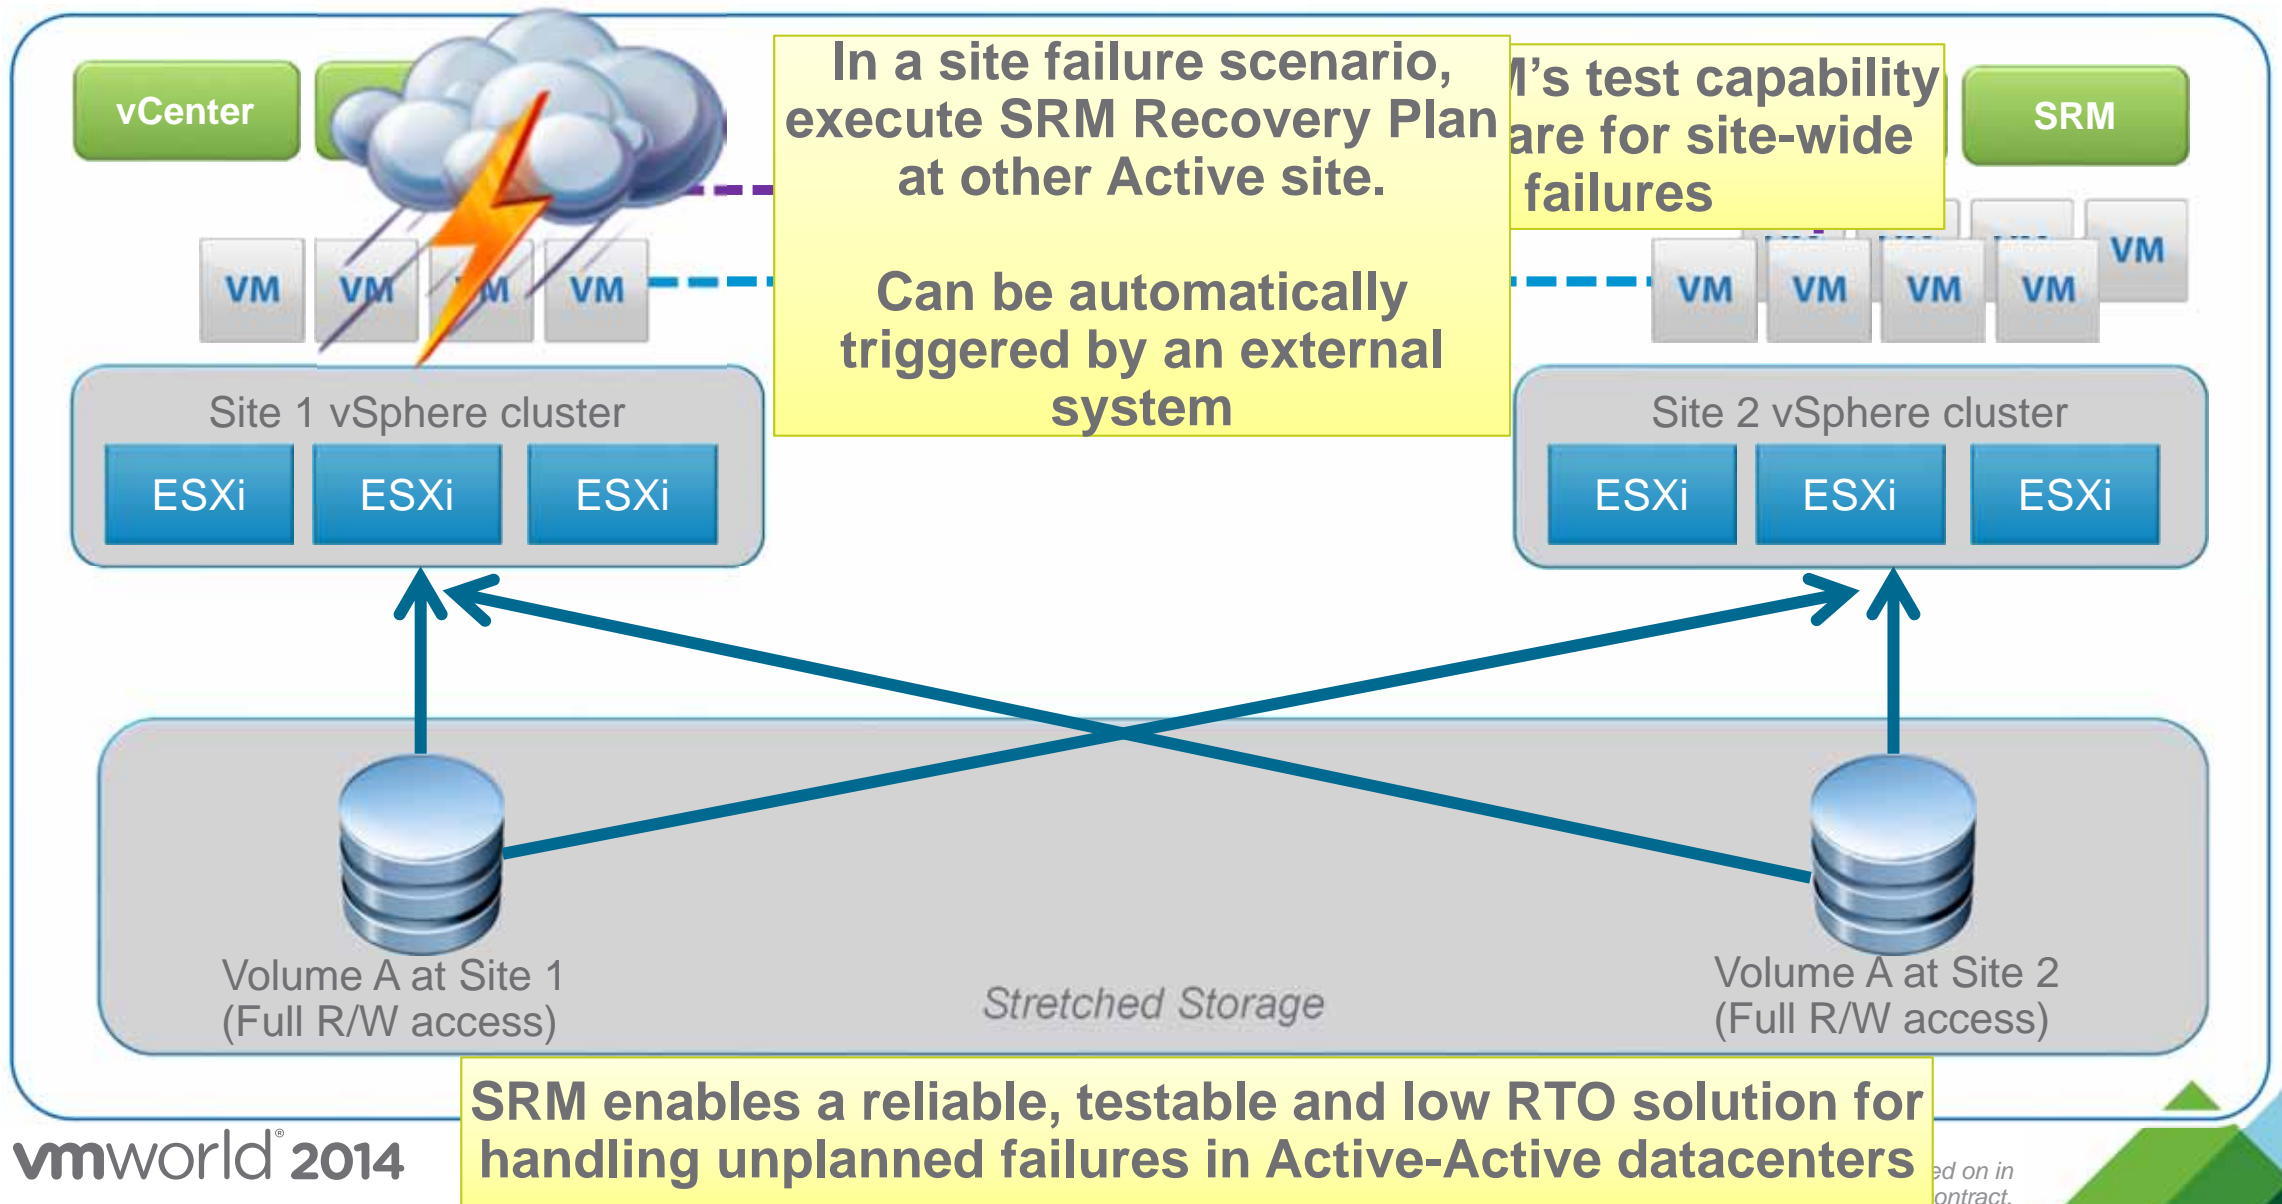 vCenter
In a site failure scenario,
execute SRM Recovery Plan
at other Active site.
Can be automatically
triggered by an external
system
M's test capability
are for site-wide
failures
SRM
VM
VM
VM
VM
VM
VM
VM
VM
VM
Site 1 vSphere cluster
ESXi
ESXi
ESXi
Site 2 vSphere cluster
ESXi
ESXi
ESXi
Volume A at Site 1
(Full R/W access)
Stretched Storage
Volume A at Site 2
(Full R/W access)
SRM enables a reliable, testable and low RTO solution for
handling unplanned failures in Active-Active datacenters
vmworld® 2014
on in